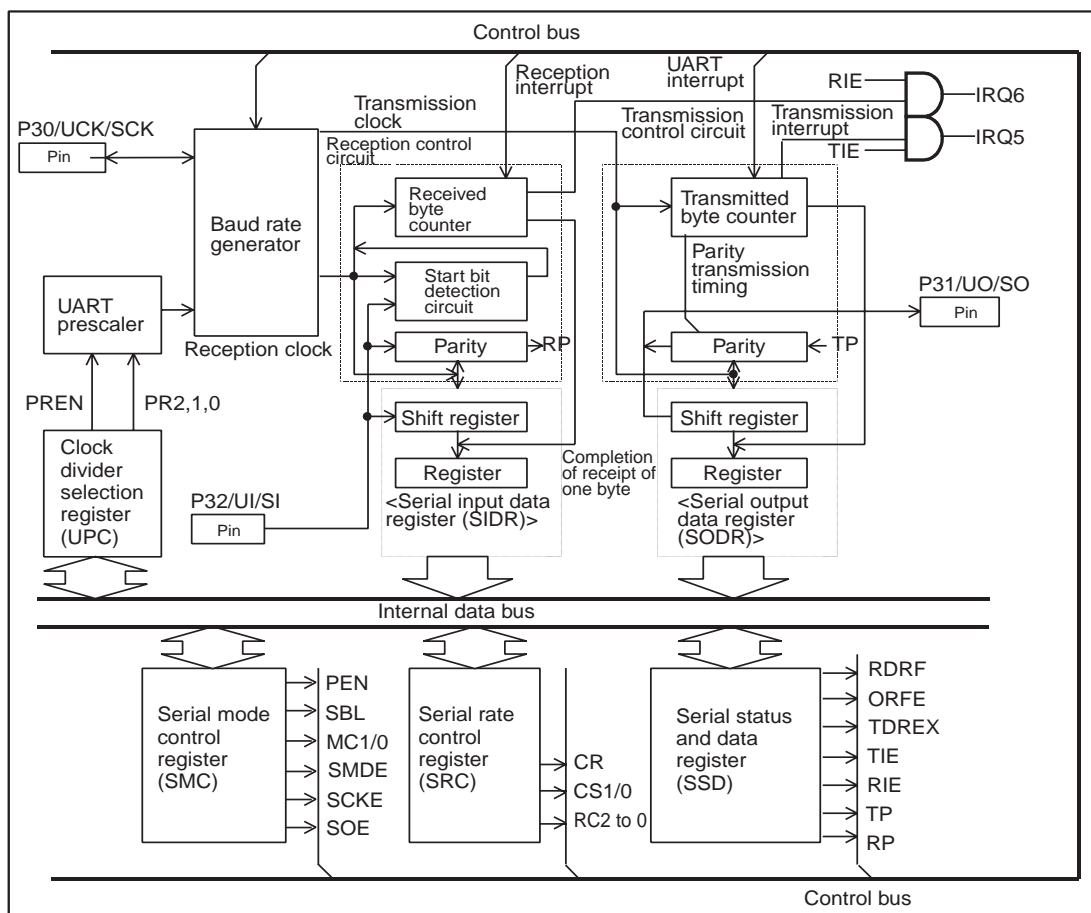 Control bus
Reception
interrupt
UART
interrupt
RIE
IRQ6
Transmission
clock
Transmission
control circuit
Transmission
interrupt
IRQ5
TIE
P30/UCK/SCK
Pin
Reception control
circuit
Baud rate
generator
Received
byte
counter
Transmitted
byte counter
Parity
transmission
timing
Start bit
detection
circuit
P31/UO/SO
Pin
UART
prescaler
Reception clock
Parity
RP
Parity
TP
PREN
PR2,1,0
Shift register
Shift register
Clock
divider
selection
register
(UPC)
Register
Completion
of receipt of
one byte
Register
P32/UI/SI
Pin
<Serial input data
register (SIDR)>
<Serial output
data register
(SODR)>
Internal data bus
Serial mode
control
register
(SMC)
PEN
SBL
MC1/0
SMDE
SCKE
SOE
Serial rate
control
register
(SRC)
CR
CS1/0
RC2 to 0
Serial status
and data
register
(SSD)
RDRF
ORFE
TDREX
TIE
RIE
TP
RP
Control bus